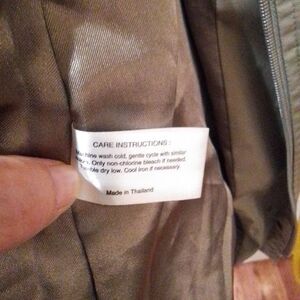 CARE INSTRUCTIONS :
wash cold, gentle cycle with similar
Only non-chlorine bleach if needed.
dry low. Cool Iron if necessary
Made in Thailand